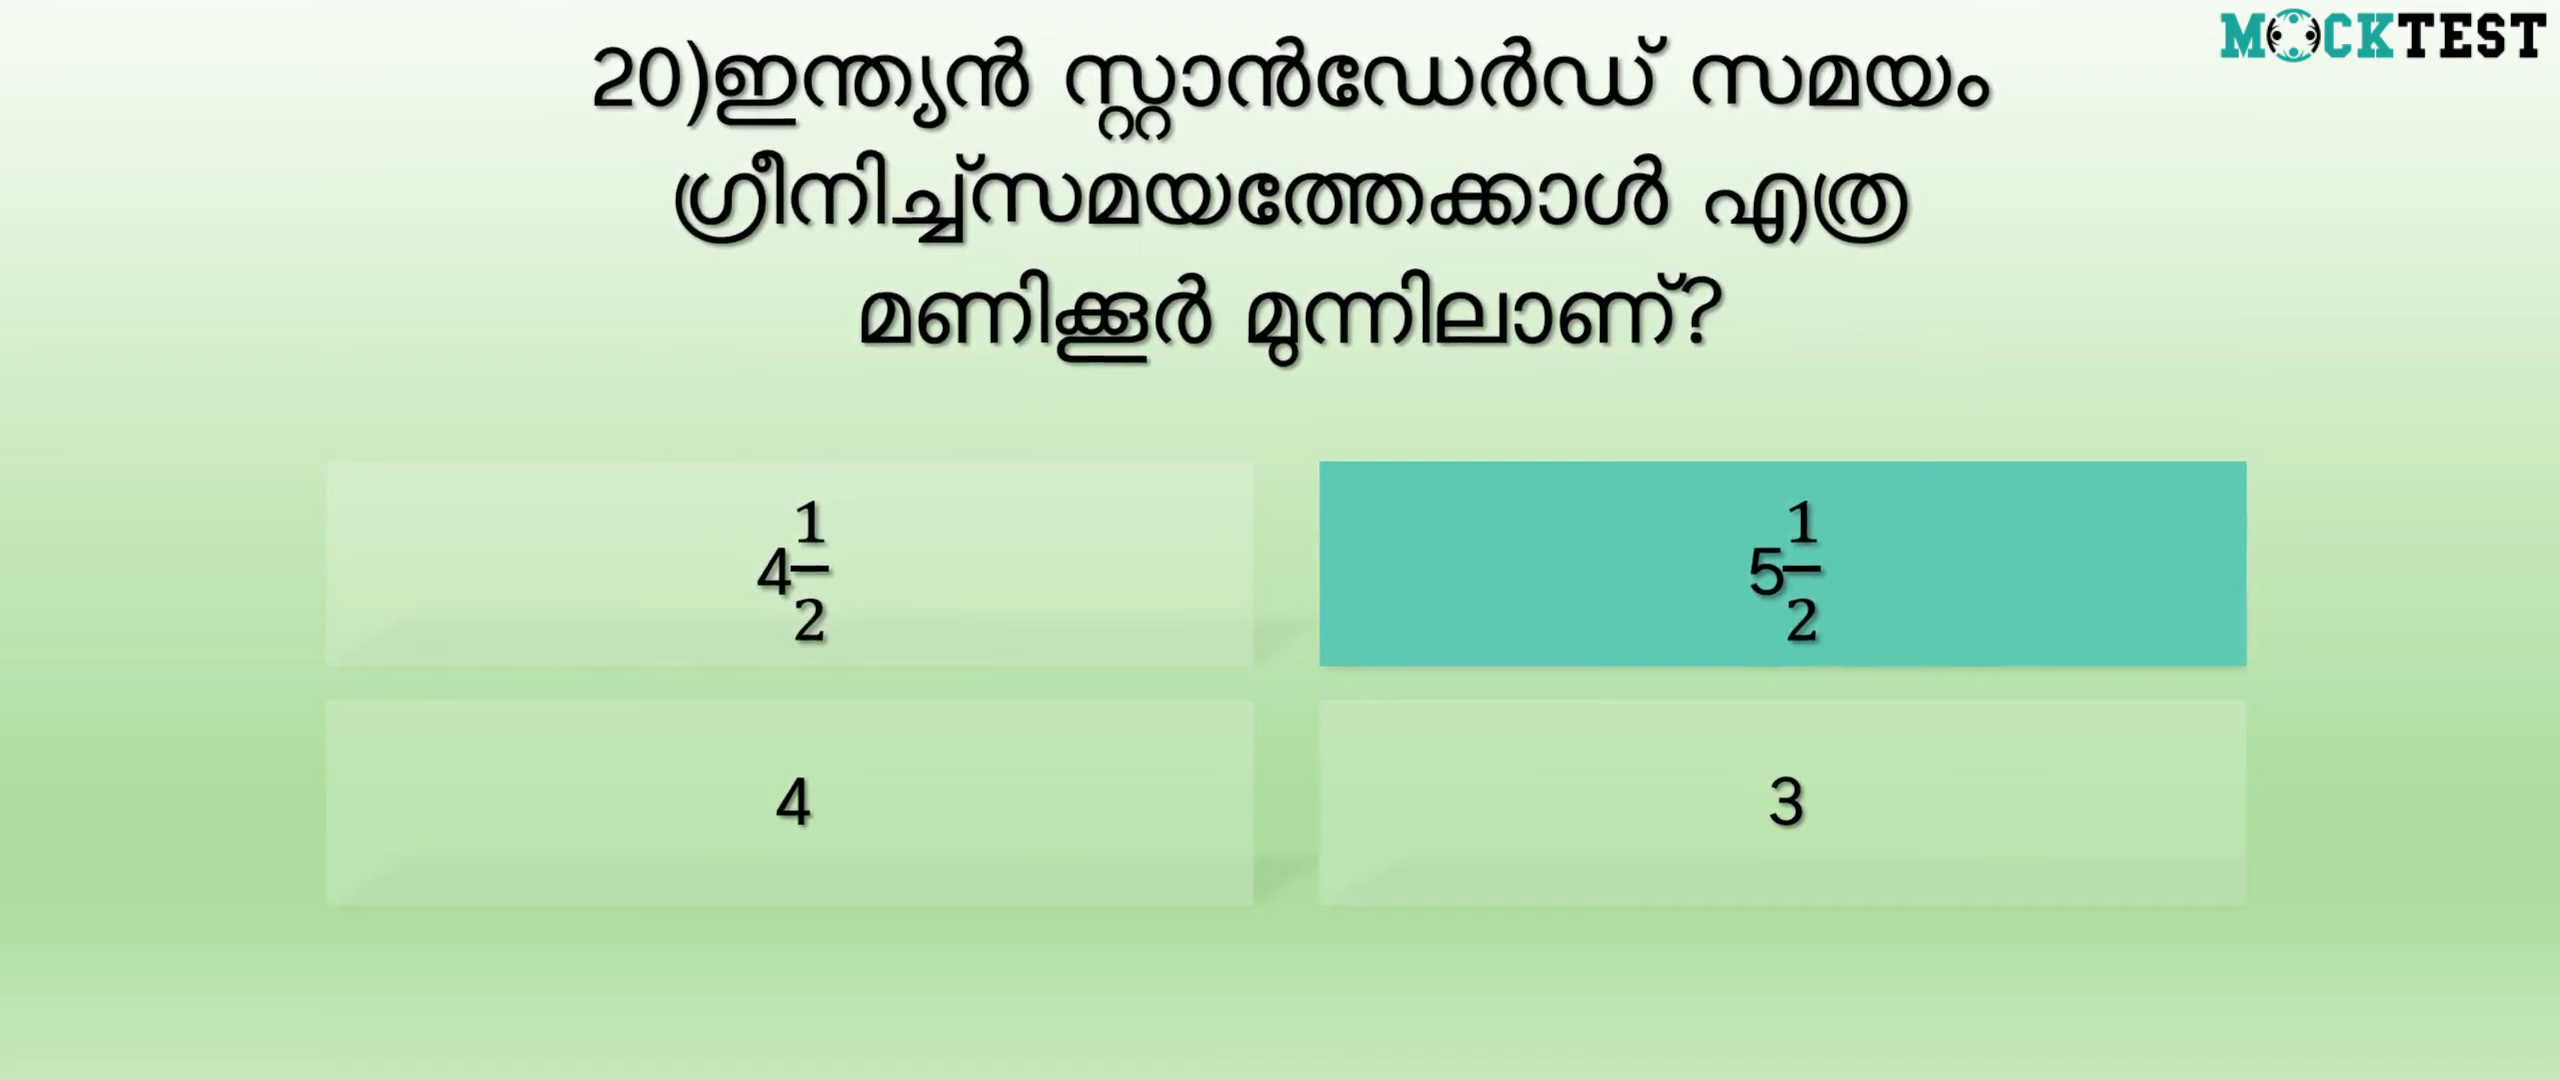 MOCKTEST
20)ഇന്ത്യൻ സ്റ്റാൻഡേർഡ് സമയം
ഗ്രീനിച്ച്സമയത്തേക്കാൾ എത്ര
മണിക്കൂർ മുന്നിലാണ്?
4 1/2
5 1/2
4
3